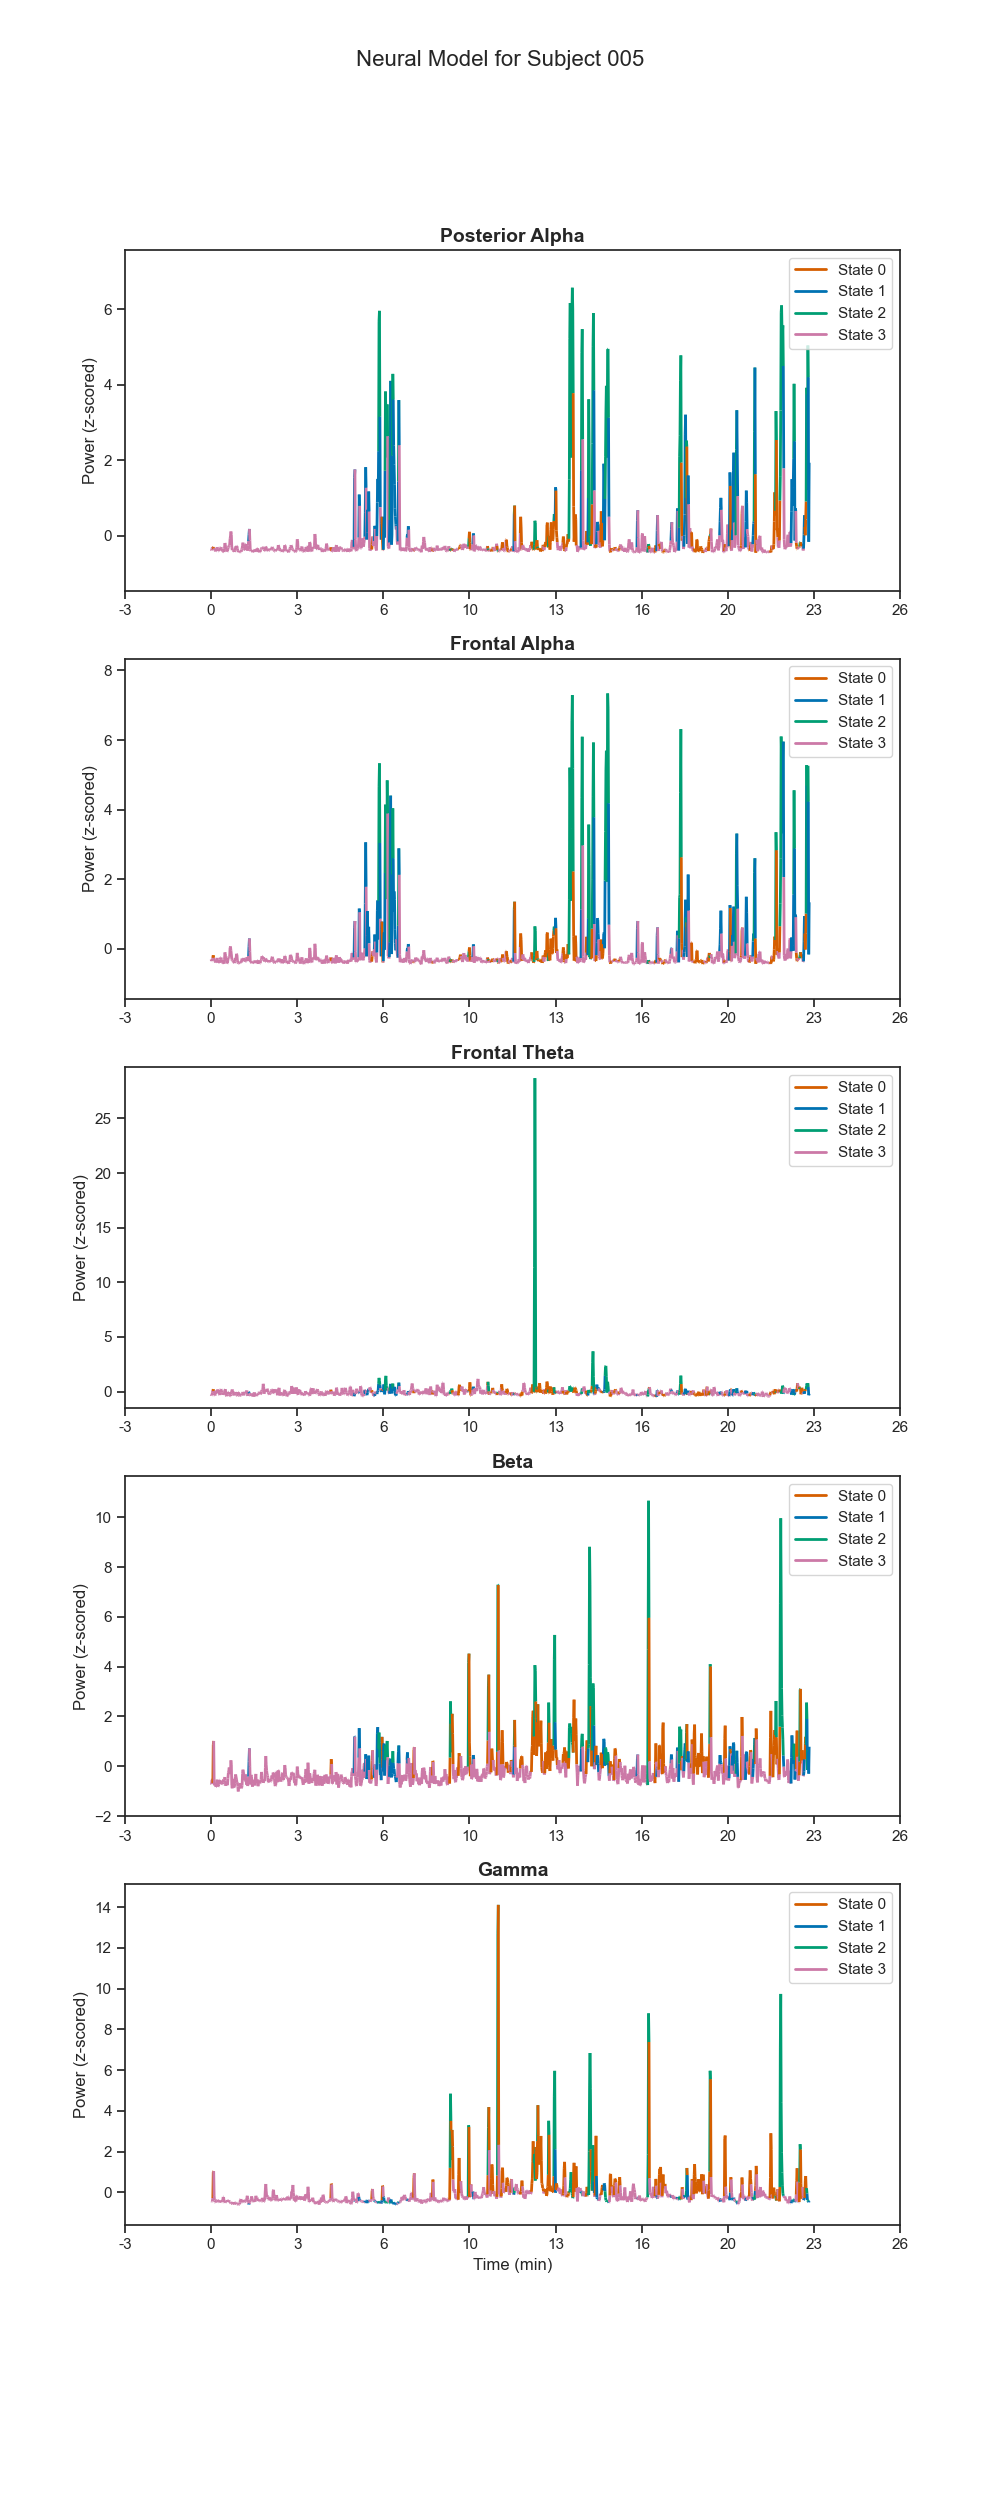 Neural Model for Subject 005
Posterior Alpha
Power (z-scored)
6
4
2
0
State 0
State 1
State 2
State 3
-3 0 3 6 10 13 16 20 23 26
Frontal Alpha
Power (z-scored)
8
6
4
2
0
State 0
State 1
State 2
State 3
-3 0 3 6 10 13 16 20 23 26
Frontal Theta
Power (z-scored)
25
20
15
10
5
0
State 0
State 1
State 2
State 3
-3 0 3 6 10 13 16 20 23 26
Beta
Power (z-scored)
10
8
6
4
2
0
−2
State 0
State 1
State 2
State 3
-3 0 3 6 10 13 16 20 23 26
Gamma
Power (z-scored)
14
12
10
8
6
4
2
0
State 0
State 1
State 2
State 3
-3 0 3 6 10 13 16 20 23 26
Time (min)